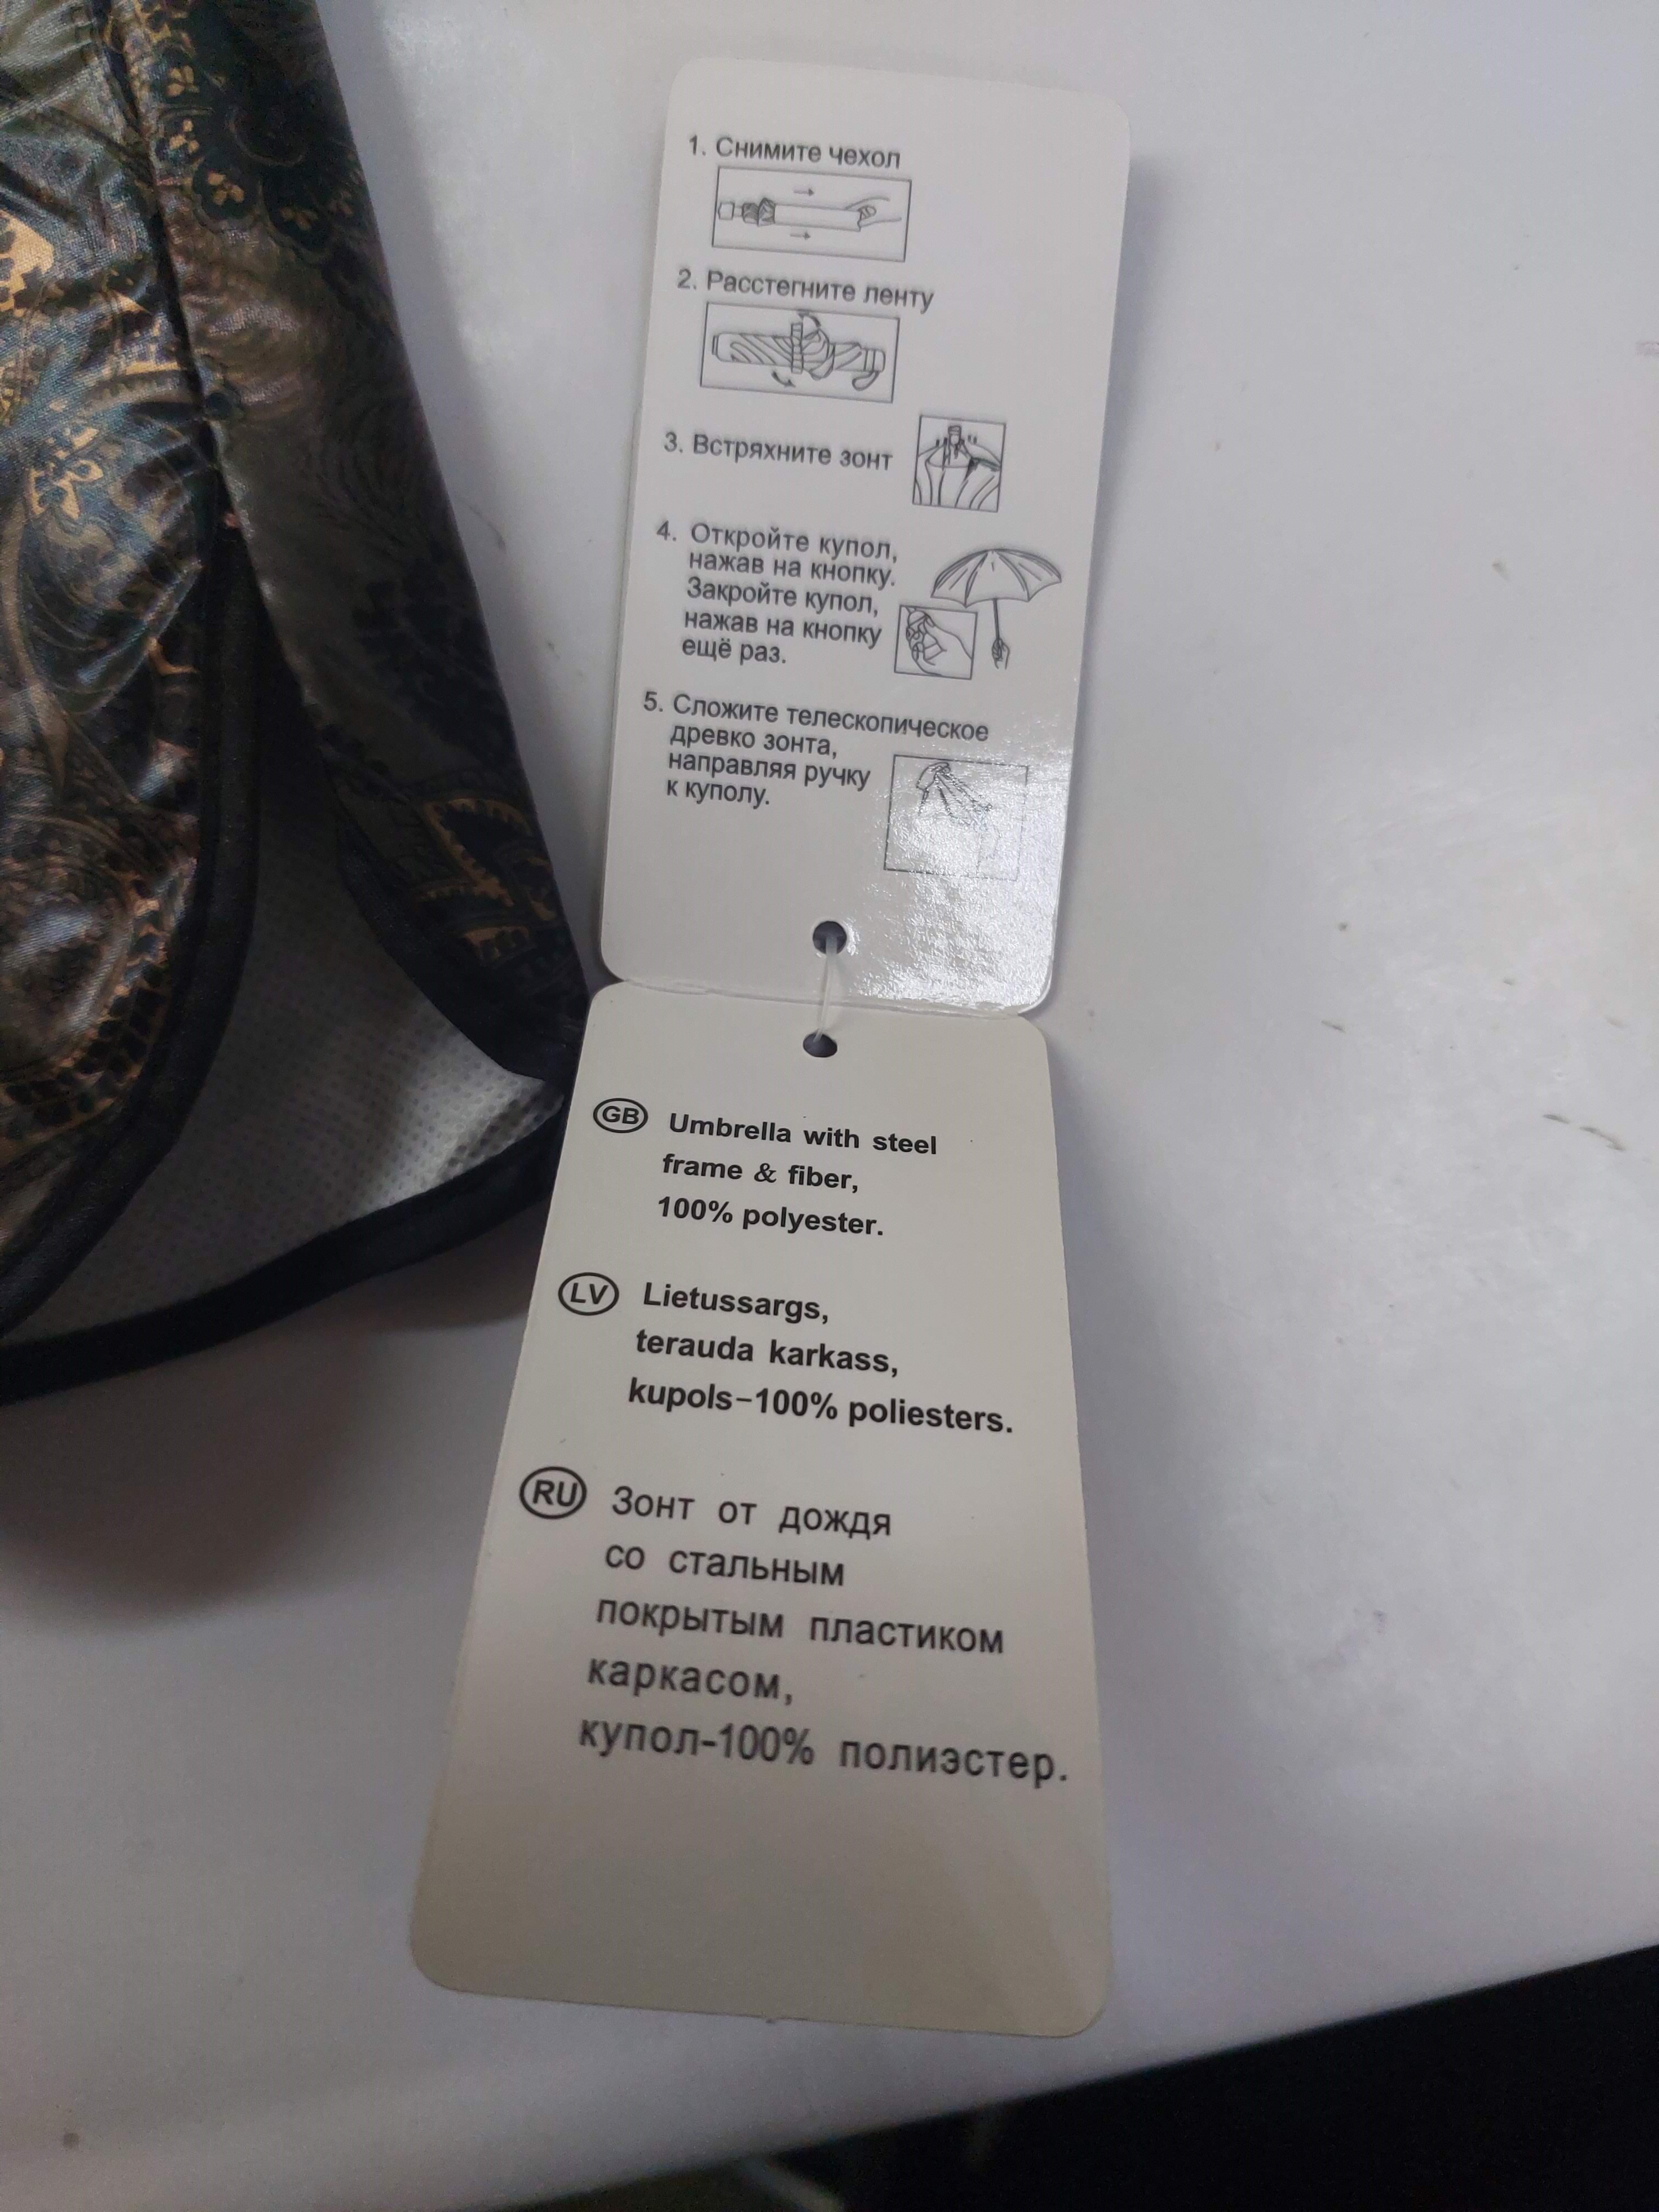 1. Снимите чехол
2. Расстегните ленту
3. Встряхните зонт
4. Откройте купол,
нажав на кнопку.
Закройте купол,
нажав на кнопку
ещё раз.
5. Сложите телескопическое
древко зонта,
направляя ручку
к куполу.
GB Umbrella with steel
frame & fiber,
100% polyester.
LV Lietussargs,
terauda karkass,
kupols-100% poliesters.
RU Зонт от дождя
со стальным
покрытым пластиком
каркасом,
купол-100% полиэстер.